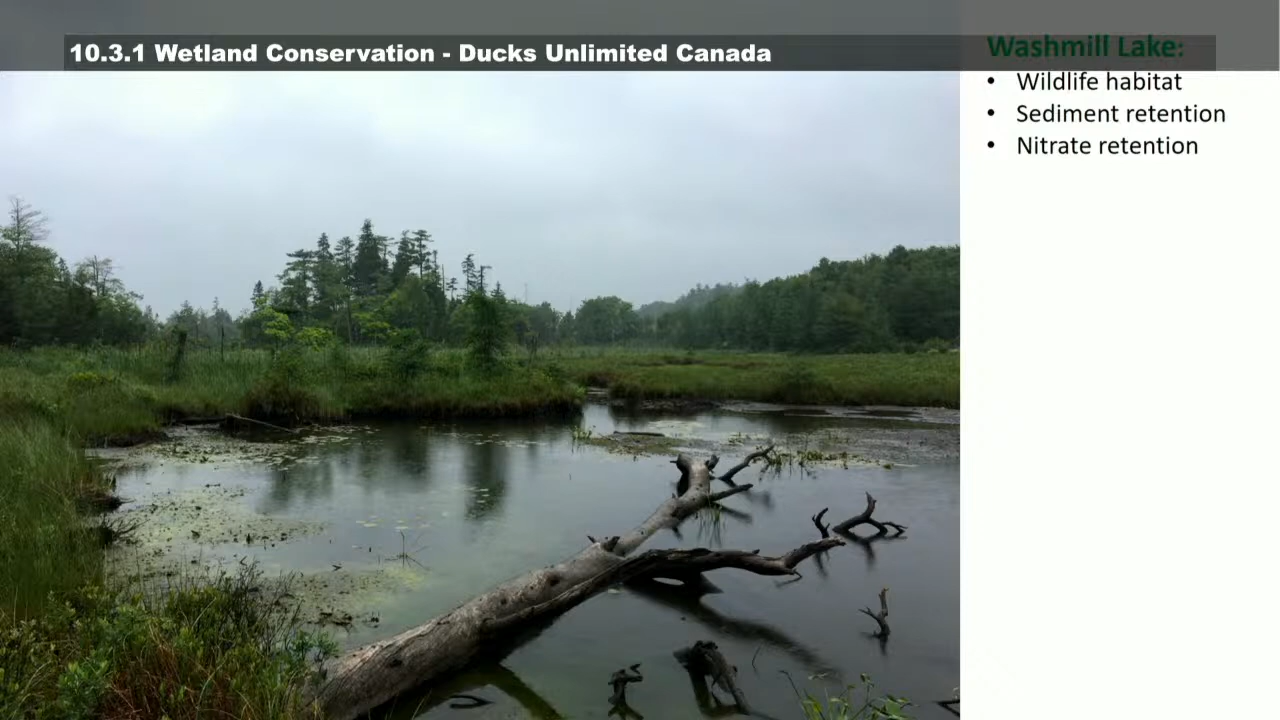 10.3.1 Wetland Conservation - Ducks Unlimited Canada
Washmill Lake:
• Wildlife habitat
• Sediment retention
• Nitrate retention